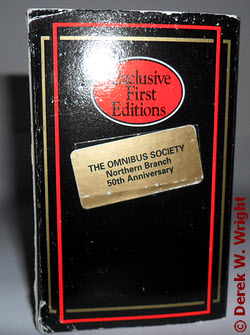 Exclusive
First
Editions
THE OMNIBUS SOCIETY
Northern Branch
50th Anniversary
© Derek W. Wright